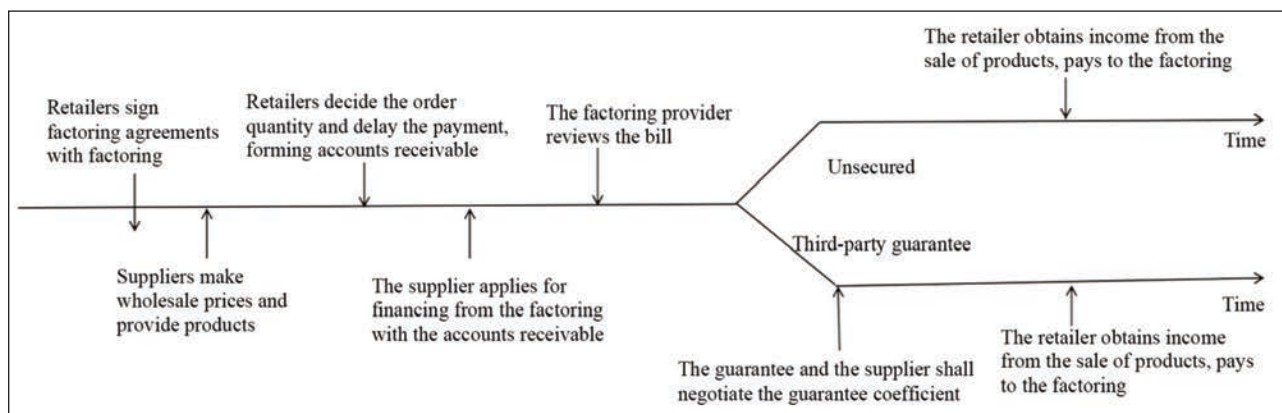 Retailers sign
factoring agreements
with factoring
Suppliers make
wholesale prices and
provide products
Retailers decide the order
quantity and delay the payment,
forming accounts receivable
The supplier applies for
financing from the factoring
with the accounts receivable
The factoring provider
reviews the bill
The retailer obtains income from the
sale of products, pays to the factoring
Time
Unsecured
Third-party guarantee
Time
The guarantee and the supplier shall
negotiate the guarantee coefficient
The retailer obtains income
from the sale of products, pays
to the factoring